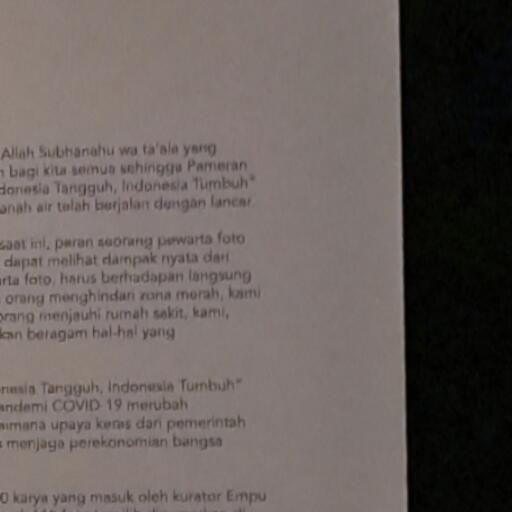 Allah Subhanahu wa ta'ala yang
bagi kita semua sehingga Pameran
donesia Tangguh, Indonesia Tumbuh"
anah air telah berjalan dengan lancar.
saat ini, peran seorang pewarta foto
dapat melihat dampak nyata dari
arta foto, harus berhadapan langsung
orang menghindari zona merah, kami
orang menjauhi rumah sakit, kami,
kan beragam hal-hal yang
nesia Tangguh, Indonesia Tumbuh"
andemi COVID-19 merubah
aimana upaya keras dari pemerintah
menjaga perekonomian bangsa
0 karya yang masuk oleh kurator Empu